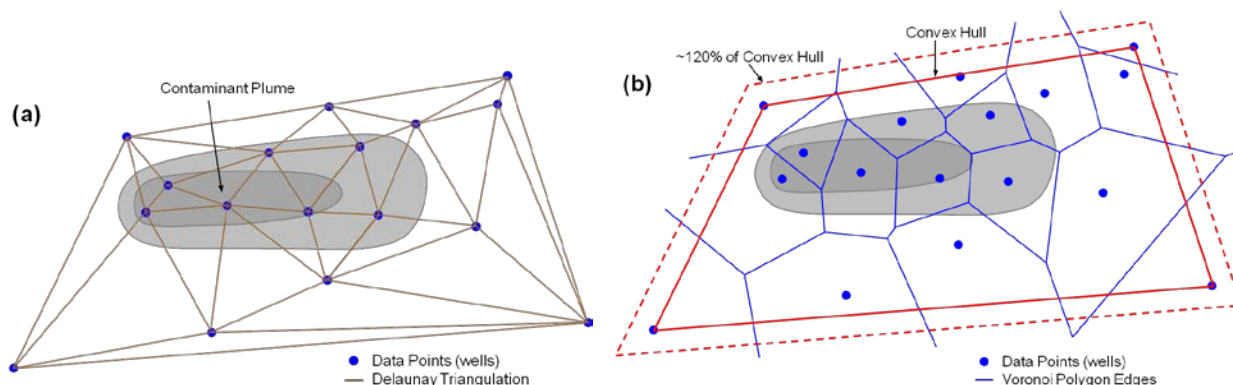 (a)
Contaminant Plume
Data Points (wells)
Delaunay Triangulation
(b)
~120% of Convex Hull
Convex Hull
Data Points (wells)
Voronoi Polygon Edges